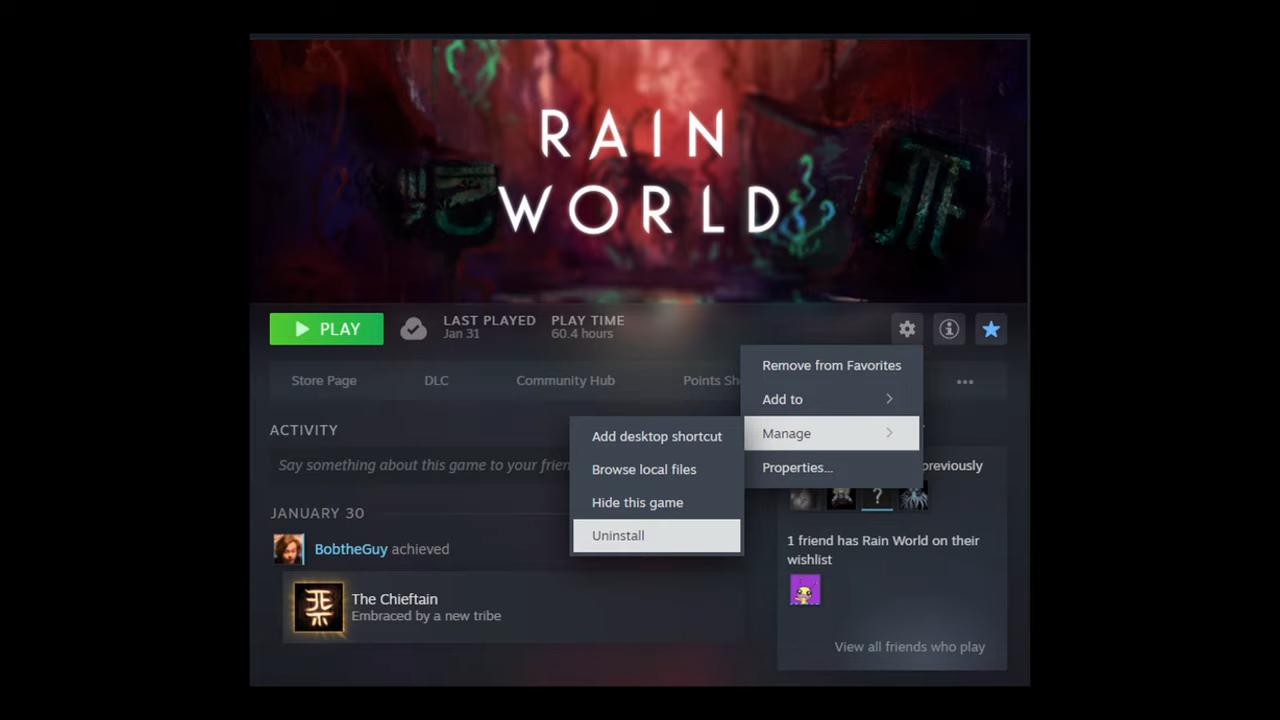 RAIN
WORLD
PLAY
LAST PLAYED
Jan 31
PLAY TIME
60.4 hours
Store Page
DLC
Community Hub
Points Sh
Remove from Favorites
Add to
Manage
Properties...
Add desktop shortcut
Browse local files
Hide this game
Uninstall
ACTIVITY
Say something about this game to your frien
JANUARY 30
BobtheGuy achieved
The Chieftain
Embraced by a new tribe
previously
?
1 friend has Rain World on their
wishlist
View all friends who play